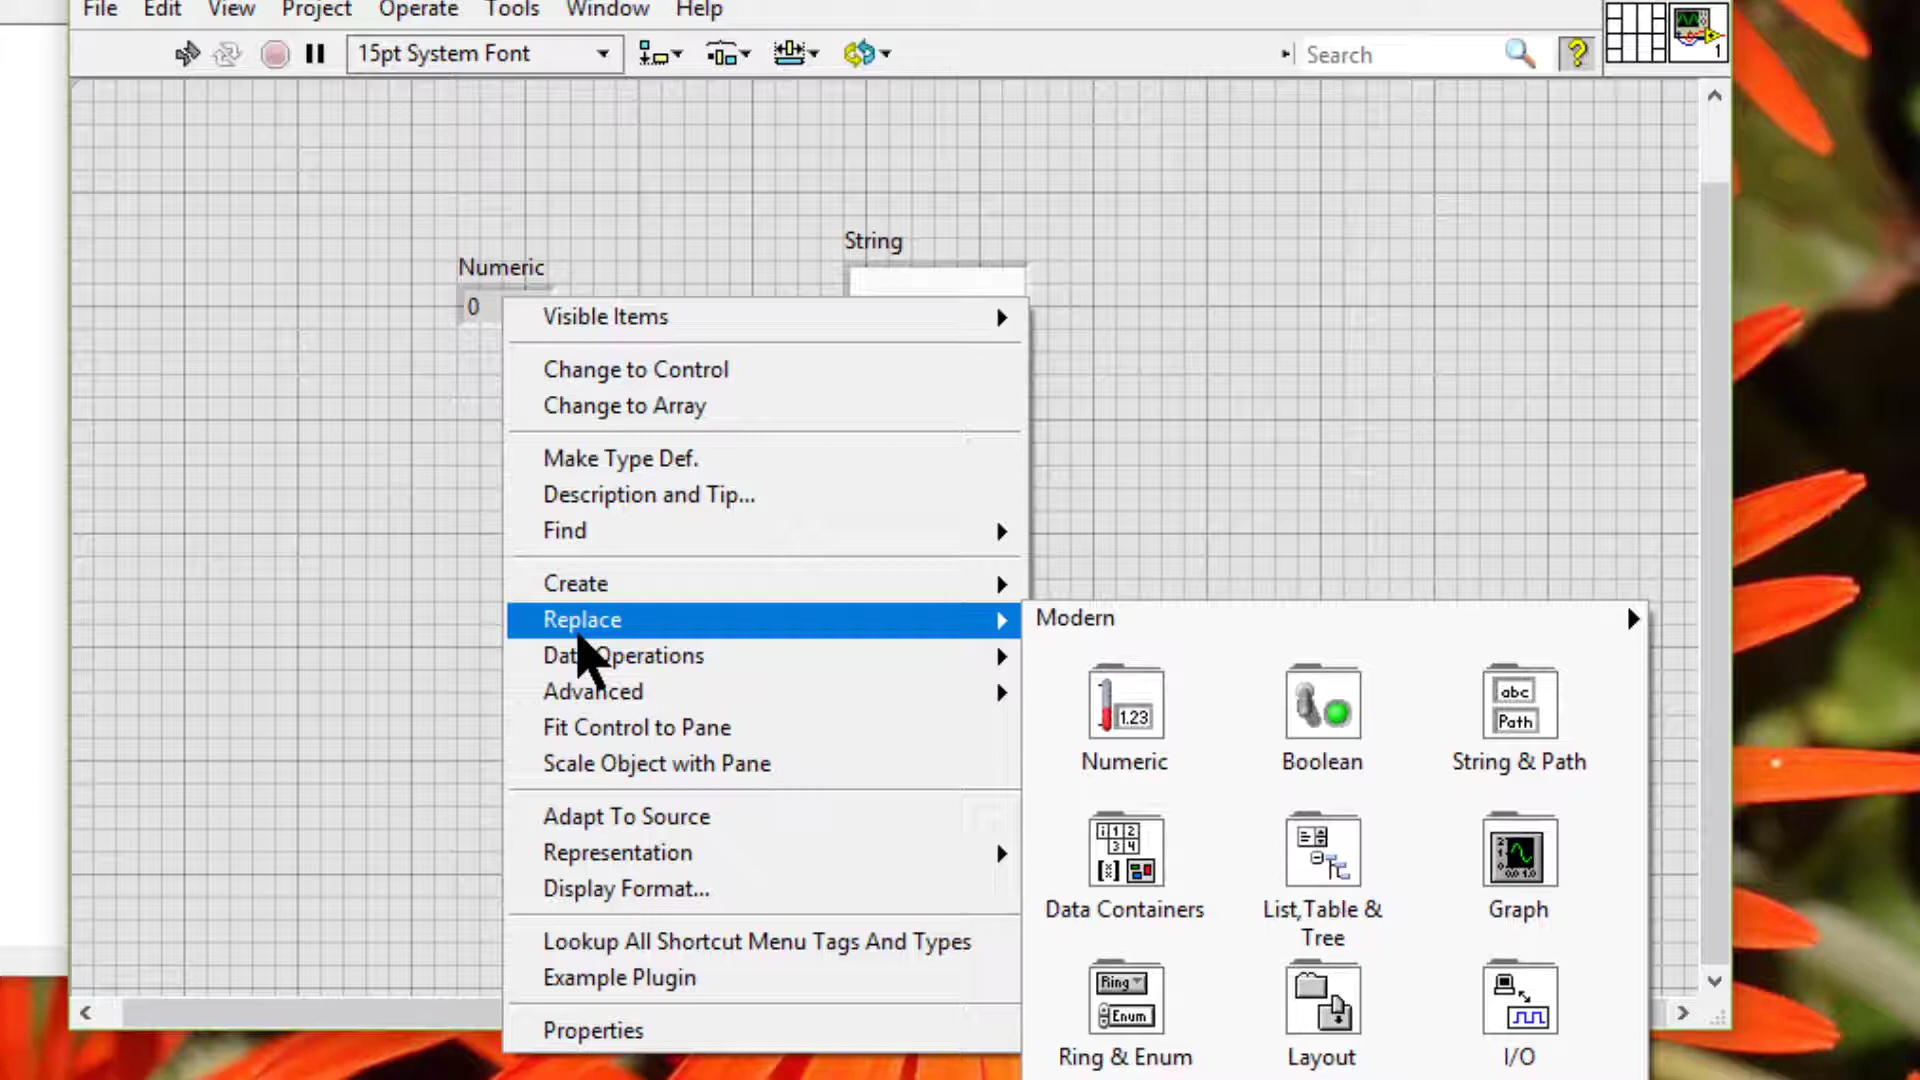 File Edit View Project Operate Tools Window Help
15pt System Font
Search
?
1
String
Numeric
0
Visible Items
Change to Control
Change to Array
Make Type Def.
Description and Tip...
Find
Create
Replace
Modern
Data Operations
Advanced
1.23
abc
Path
Numeric
Boolean
String & Path
Fit Control to Pane
Scale Object with Pane
Adapt To Source
Representation
Display Format...
Data Containers
List,Table &
Tree
Graph
Lookup All Shortcut Menu Tags And Types
Example Plugin
Ring
Enum
Properties
Ring & Enum
Layout
I/O